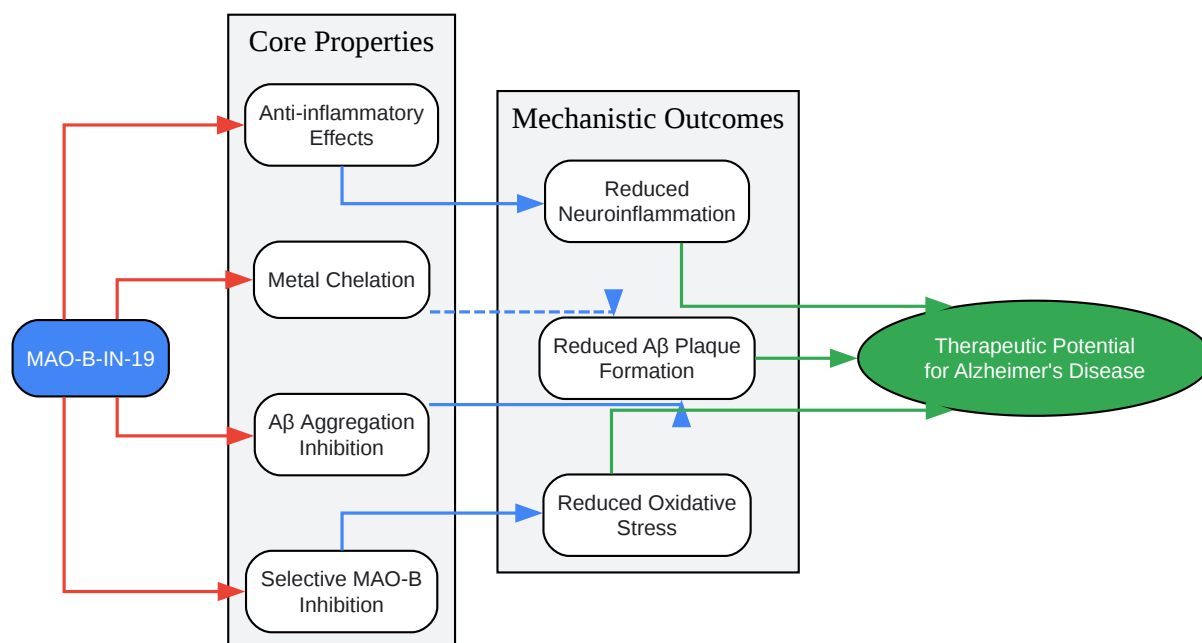 Core Properties
Anti-inflammatory
Effects
Metal Chelation
MAO-B-IN-19
Aβ Aggregation
Inhibition
Selective MAO-B
Inhibition
Mechanistic Outcomes
Reduced
Neuroinflammation
Reduced Aβ Plaque
Formation
Reduced Oxidative
Stress
Therapeutic Potential
for Alzheimer's Disease